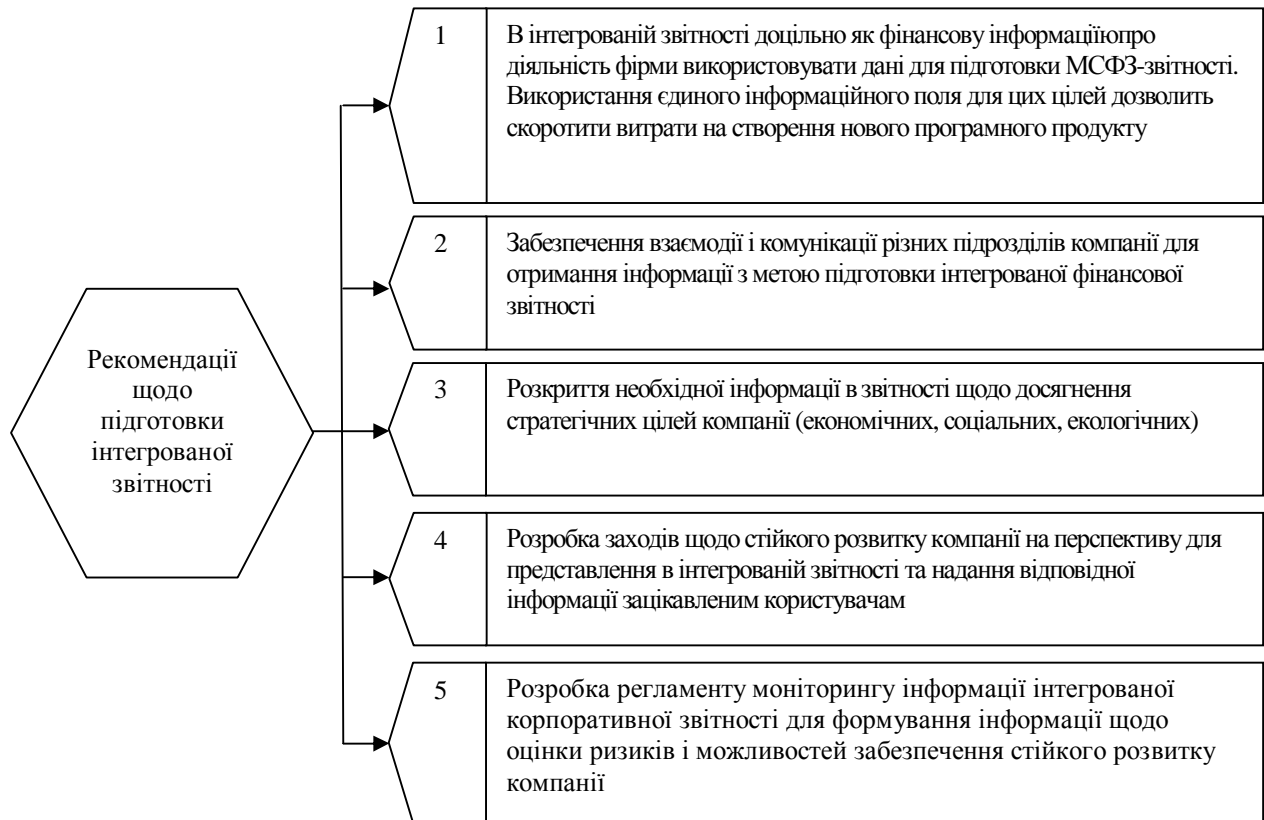 Рекомендації
щодо
підготовки
інтегрованої
звітності
1
В інтегрованій звітності доцільно як фінансову інформаціїюпро
діяльність фірми використовувати дані для підготовки МСФЗ-звітності.
Використання єдиного інформаційного поля для цих цілей дозволить
скоротити витрати на створення нового програмного продукту
2
Забезпечення взаємодії і комунікації різних підрозділів компанії для
отримання інформації з метою підготовки інтегрованої фінансової
звітності
3
Розкриття необхідної інформації в звітності щодо досягнення
стратегічних цілей компанії (економічних, соціальних, екологічних)
4
Розробка заходів щодо стійкого розвитку компанії на перспективу для
представлення в інтегрованій звітності та надання відповідної
інформації зацікавленим користувачам
5
Розробка регламенту моніторингу інформації інтегрованої
корпоративної звітності для формування інформації щодо
оцінки ризиків і можливостей забезпечення стійкого розвитку
компанії